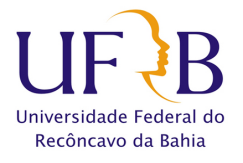 UFRB
Universidade Federal do
Recôncavo da Bahia